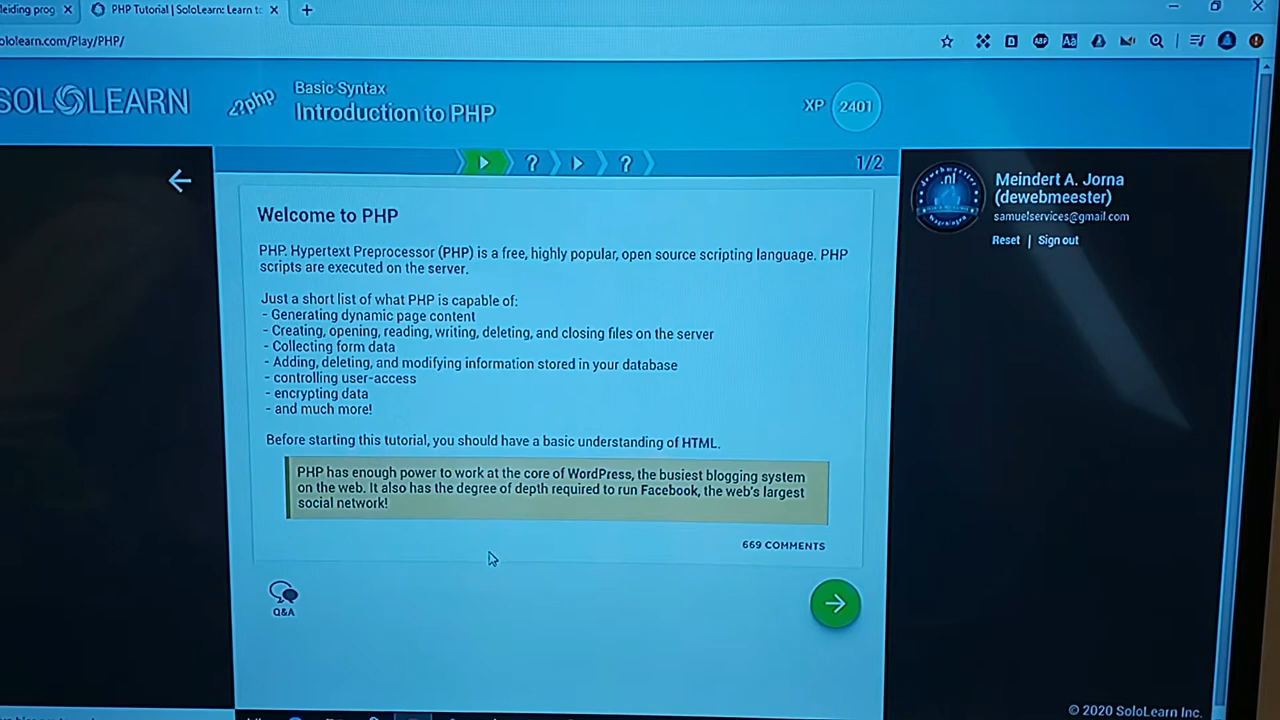 leiding prog
PHP Tutorial | SoloLearn: Learn to
ololearn.com/Play/PHP/
SOLOLEARN
<?php
Basic Syntax
Introduction to PHP
XP 2401
1/2
Welcome to PHP
PHP: Hypertext Preprocessor (PHP) is a free, highly popular, open source scripting language. PHP
scripts are executed on the server.
Just a short list of what PHP is capable of:
- Generating dynamic page content
- Creating, opening, reading, writing, deleting, and closing files on the server
- Collecting form data
- Adding, deleting, and modifying information stored in your database
- controlling user-access
- encrypting data
- and much more!
Before starting this tutorial, you should have a basic understanding of HTML.
PHP has enough power to work at the core of WordPress, the busiest blogging system
on the web. It also has the degree of depth required to run Facebook, the web's largest
social network!
669 COMMENTS
Q&A
.nl
Meindert A. Jorna
(dewebmeester)
samuelservices@gmail.com
Reset | Sign out
© 2020 SoloLearn Inc.